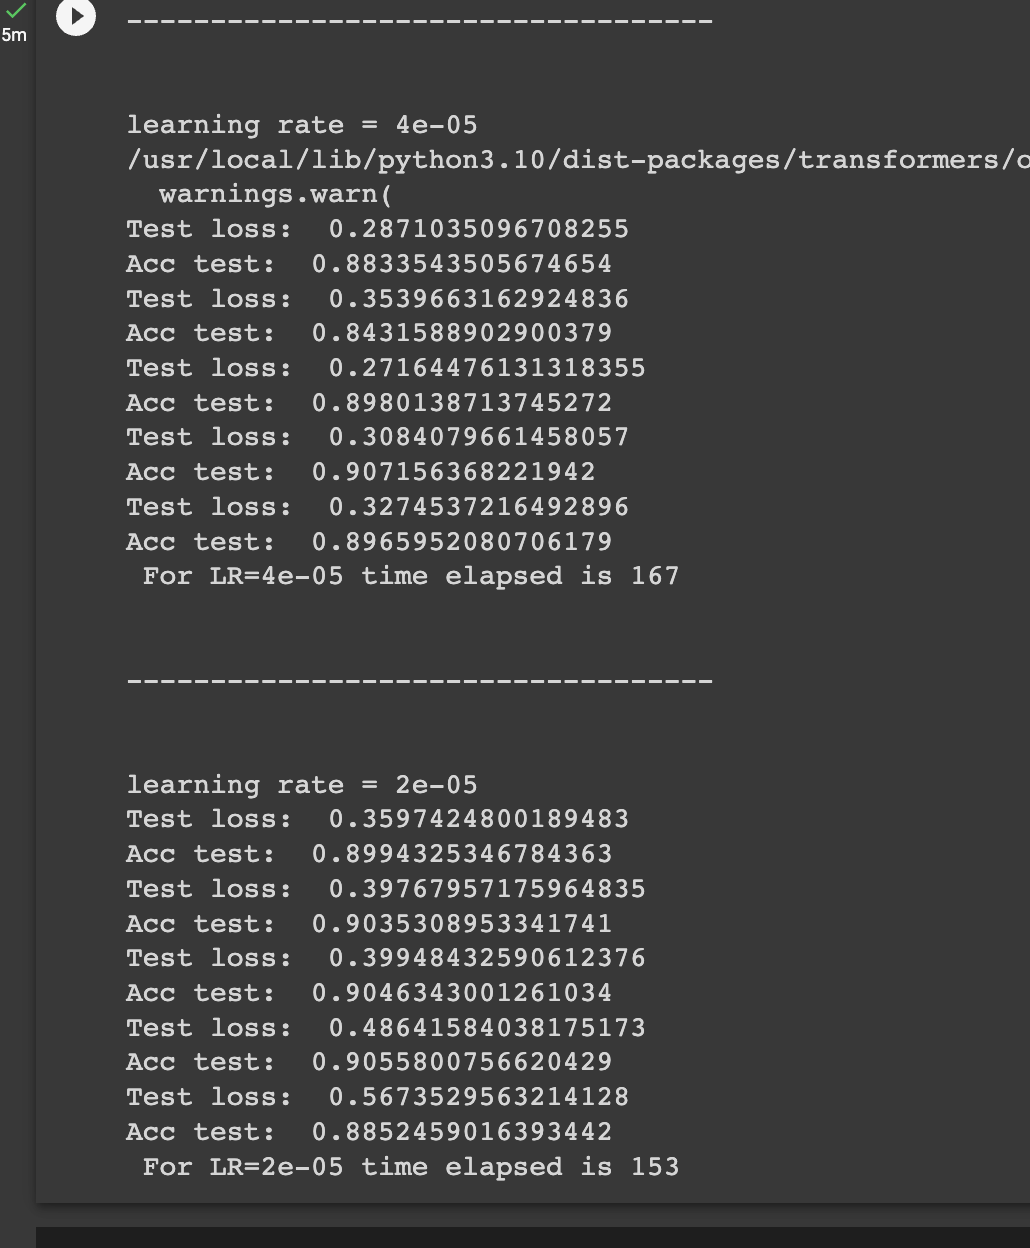 5m
-----------------------------------
learning rate = 4e-05
/usr/local/lib/python3.10/dist-packages/transformers/o
warnings.warn(
Test loss:  0.2871035096708255
Acc test:  0.8833543505674654
Test loss:  0.3539663162924836
Acc test:  0.8431588902900379
Test loss:  0.27164476131318355
Acc test:  0.8980138713745272
Test loss:  0.3084079661458057
Acc test:  0.907156368221942
Test loss:  0.3274537216492896
Acc test:  0.8965952080706179
For LR=4e-05 time elapsed is 167
-----------------------------------
learning rate = 2e-05
Test loss:  0.3597424800189483
Acc test:  0.8994325346784363
Test loss:  0.39767957175964835
Acc test:  0.9035308953341741
Test loss:  0.39948432590612376
Acc test:  0.9046343001261034
Test loss:  0.48641584038175173
Acc test:  0.9055800756620429
Test loss:  0.5673529563214128
Acc test:  0.8852459016393442
For LR=2e-05 time elapsed is 153